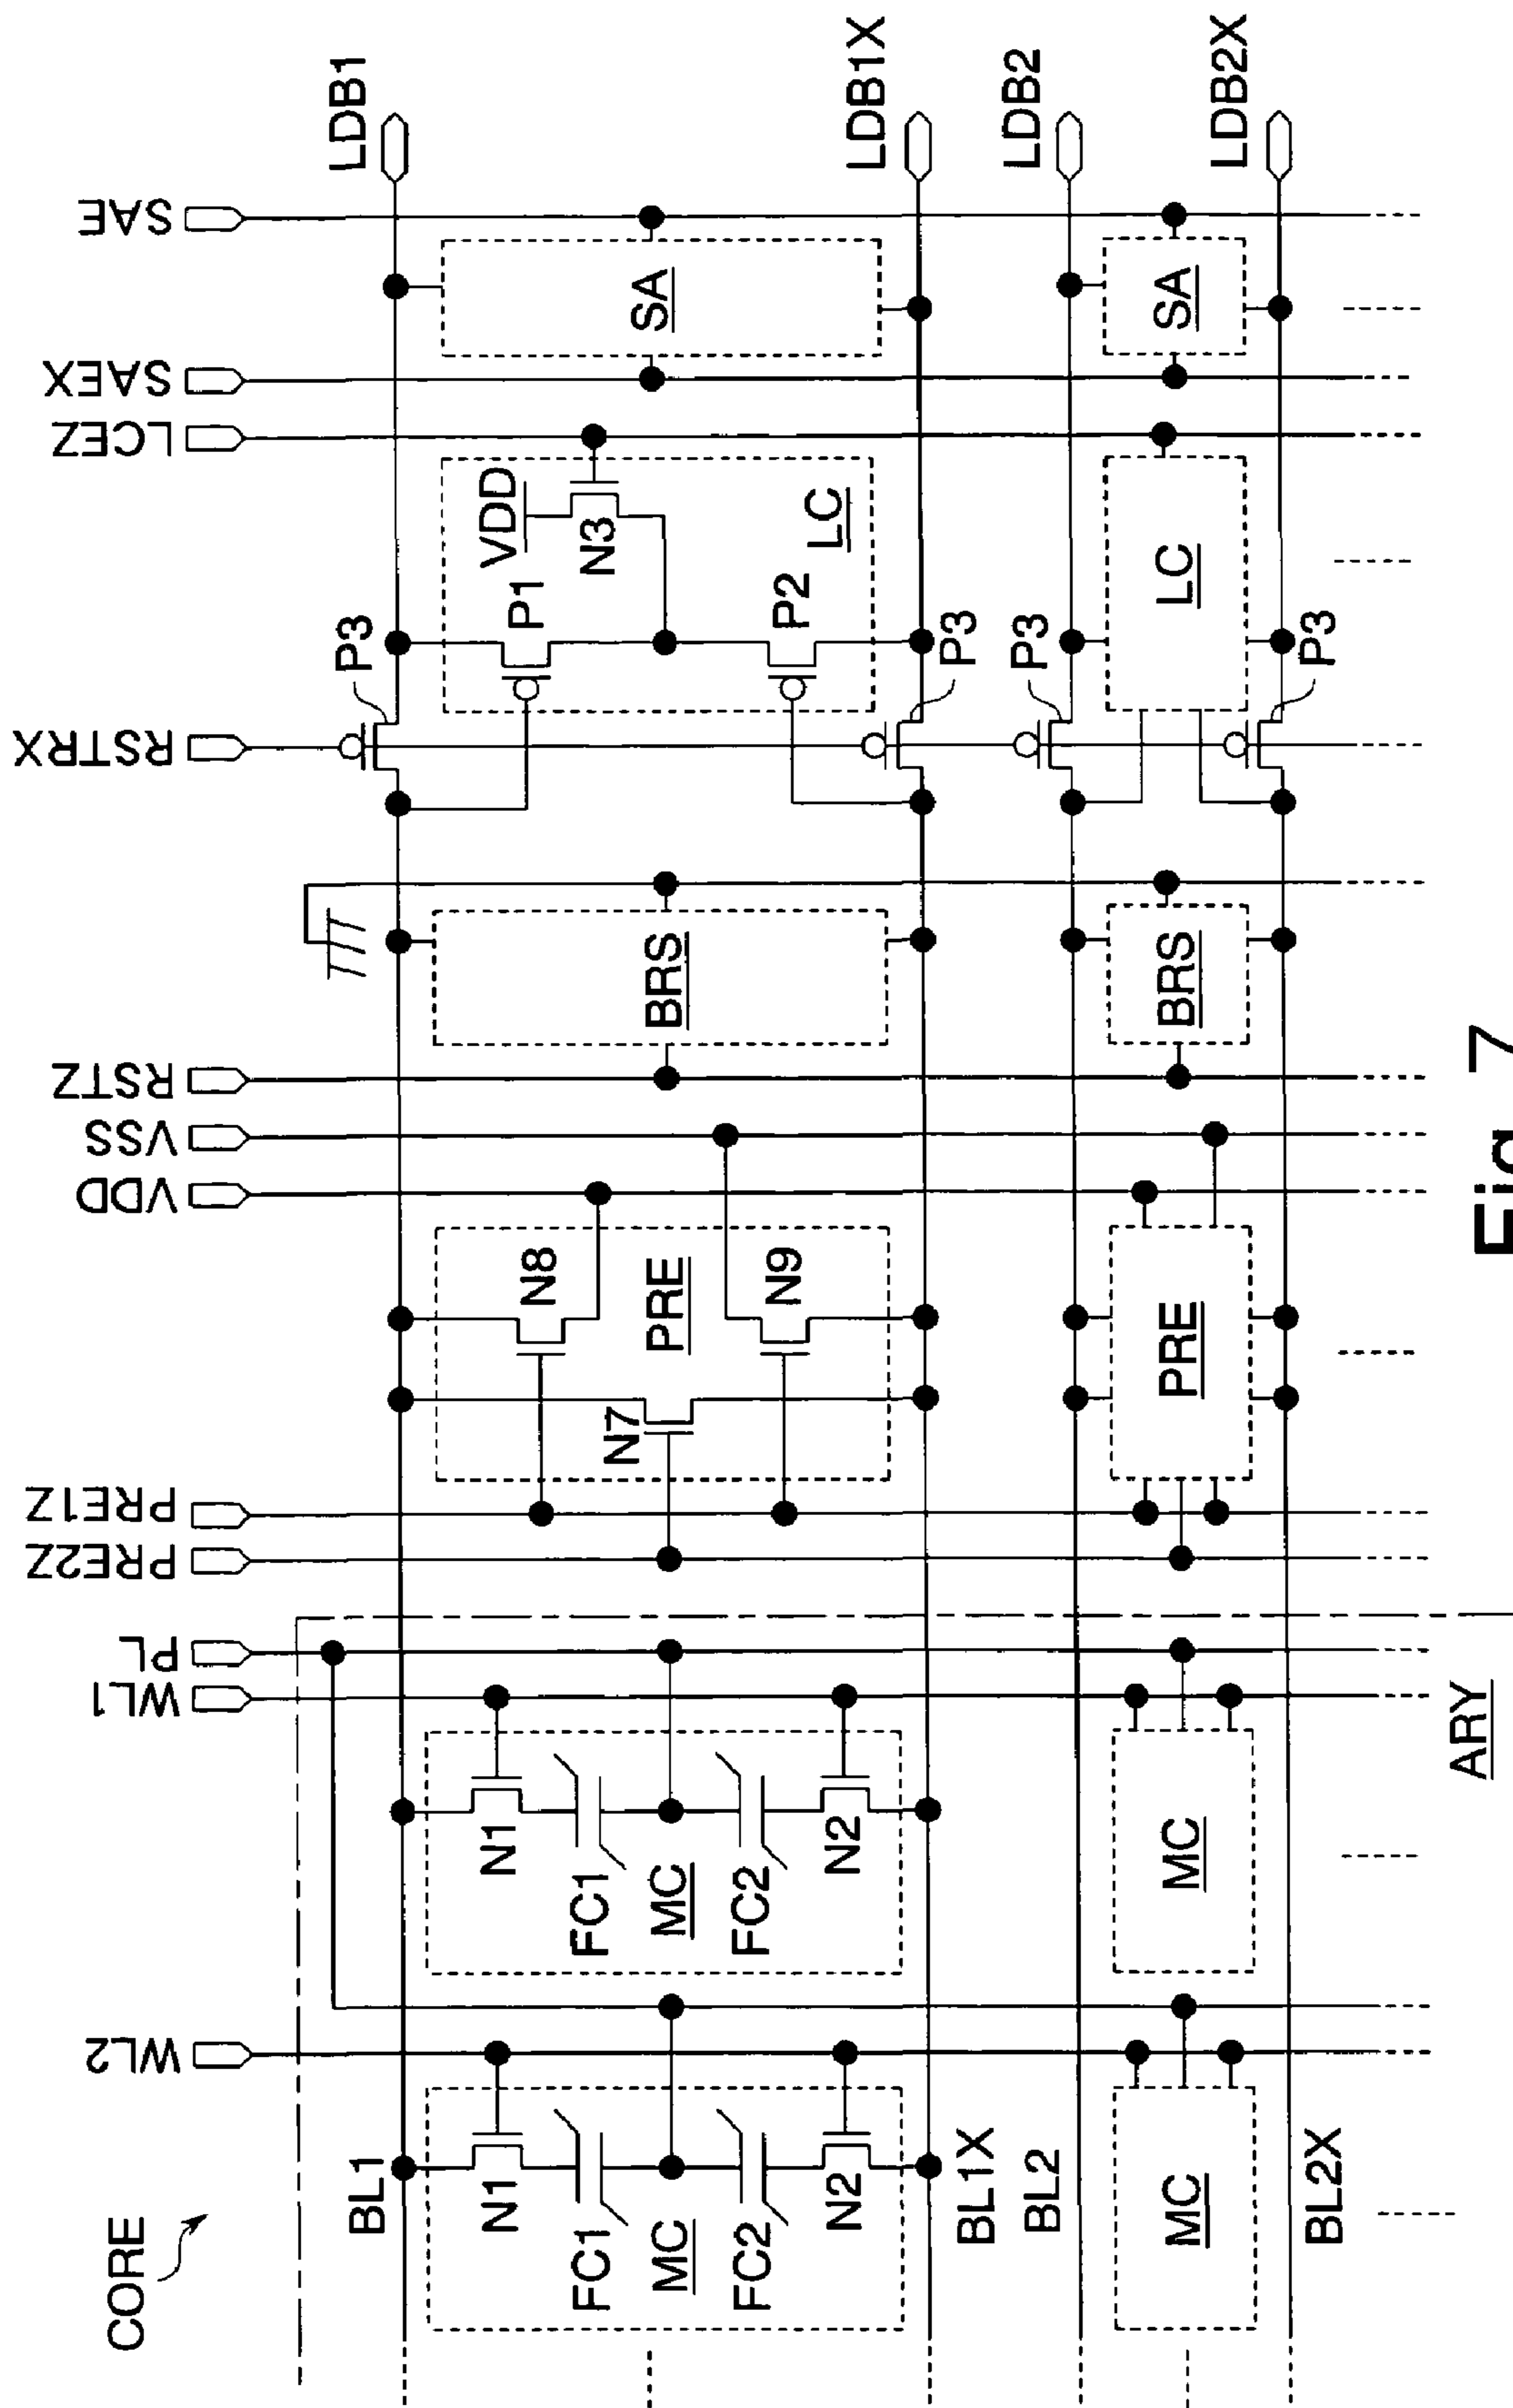 CORE
WL2
WL1
PL
PRE2Z
PRE1Z
VDD
VSS
RSTZ
RSTRX
LCEZ
SAEX
SAE
BL1
N1
FC1
MC
FC2
N2
N1
FC1
MC
FC2
N2
N7
N8
PRE
N9
BRS
P3
P1
VDD
N3
P2
LC
SA
LDB1
BL1X
P3
LDB1X
BL2
P3
LDB2
MC
MC
PRE
BRS
LC
SA
BL2X
P3
LDB2X
ARY
Fig. 7